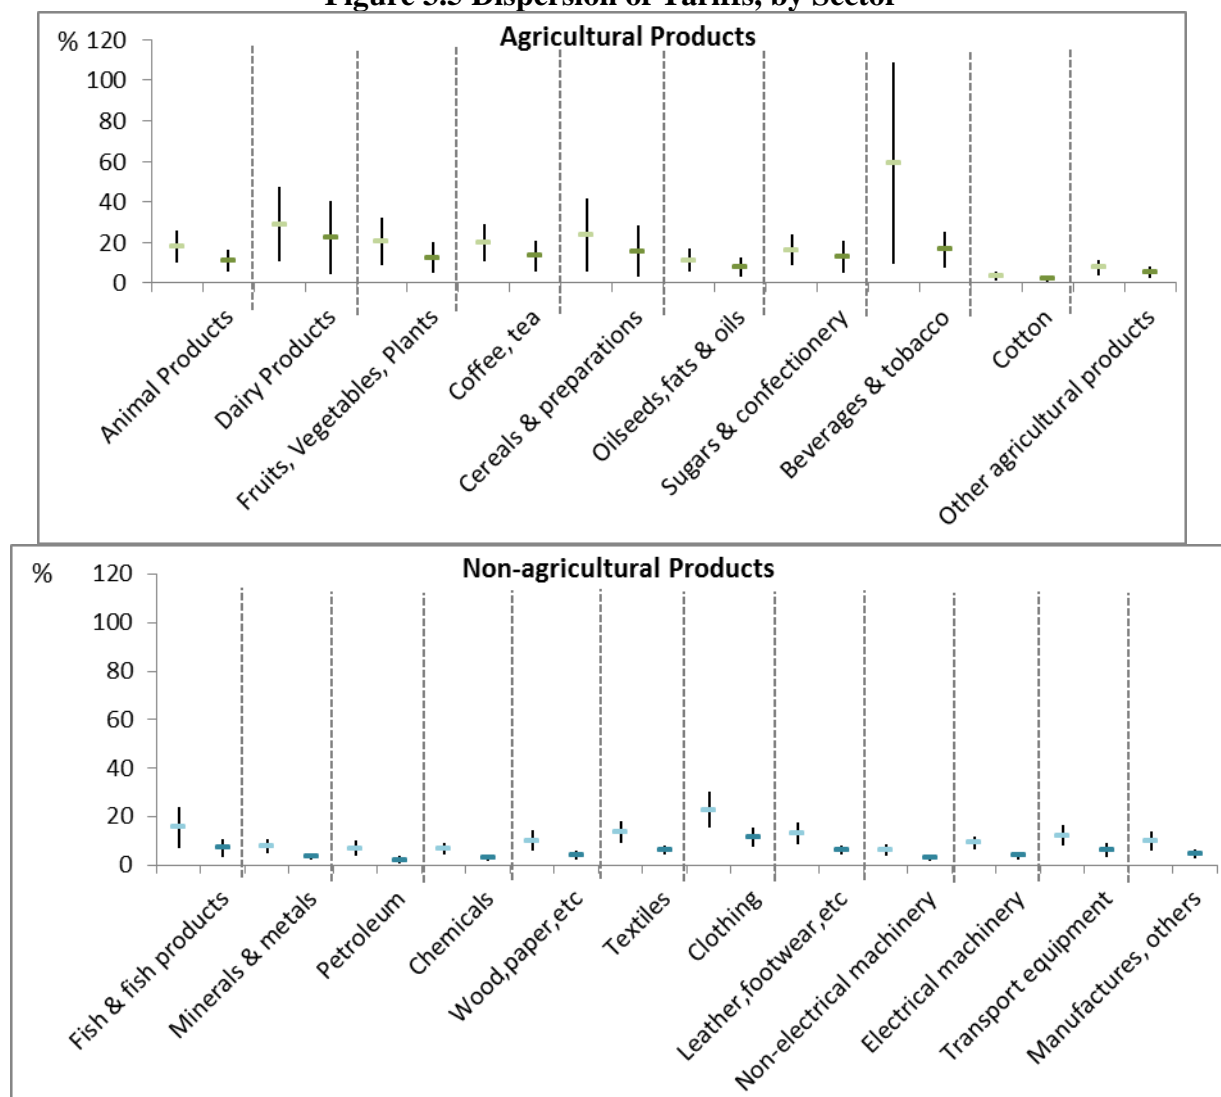 Figure 3.5 Dispersion of Tariffs, by Sector
Agricultural Products
% 120
100
80
60
40
20
0
Animal Products
Dairy Products
Fruits, Vegetables, Plants
Coffee, tea
Cereals & preparations
Oilseeds,fats & oils
Sugars & confectionery
Beverages & tobacco
Cotton
Other agricultural products
Non-agricultural Products
% 120
100
80
60
40
20
0
Fish & fish products
Minerals & metals
Petroleum
Chemicals
Wood,paper,etc
Textiles
Clothing
Leather,footwear,etc
Non-electrical machinery
Electrical machinery
Transport equipment
Manufactures, others